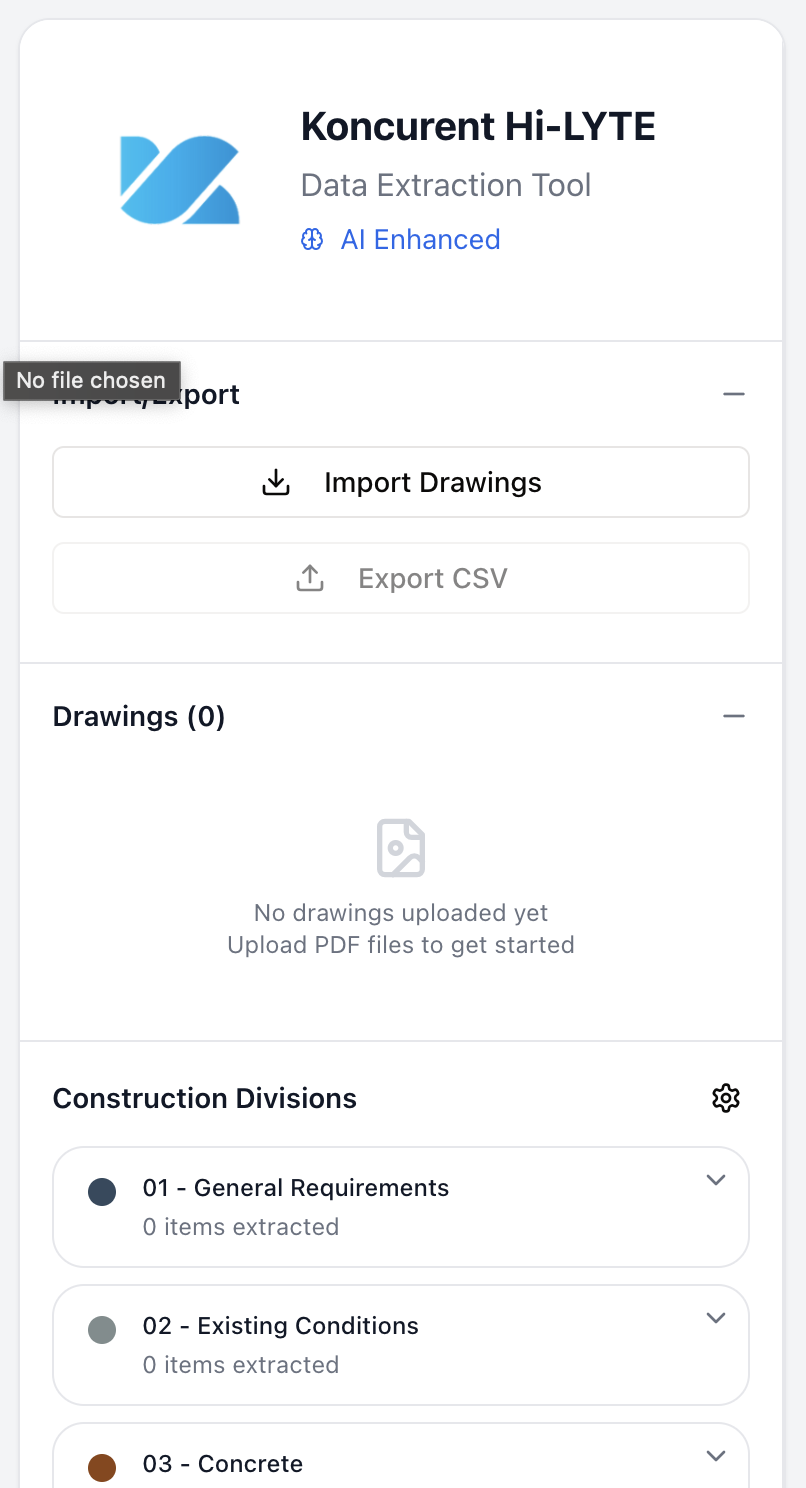 Koncurent Hi-LYTE
Data Extraction Tool
AI Enhanced
No file chosen
Import/Export
Import Drawings
Export CSV
Drawings (0)
No drawings uploaded yet
Upload PDF files to get started
Construction Divisions
01 - General Requirements
0 items extracted
02 - Existing Conditions
0 items extracted
03 - Concrete